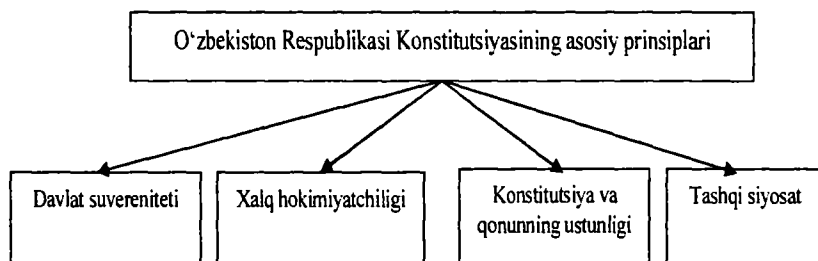 O‘zbekiston Respublikasi Konstitutsiyasining asosiy prinsiplari
Davlat suvereniteti
Xalq hokimiyatchiligi
Konstitutsiya va
qonunning ustunligi
Tashqi siyosat